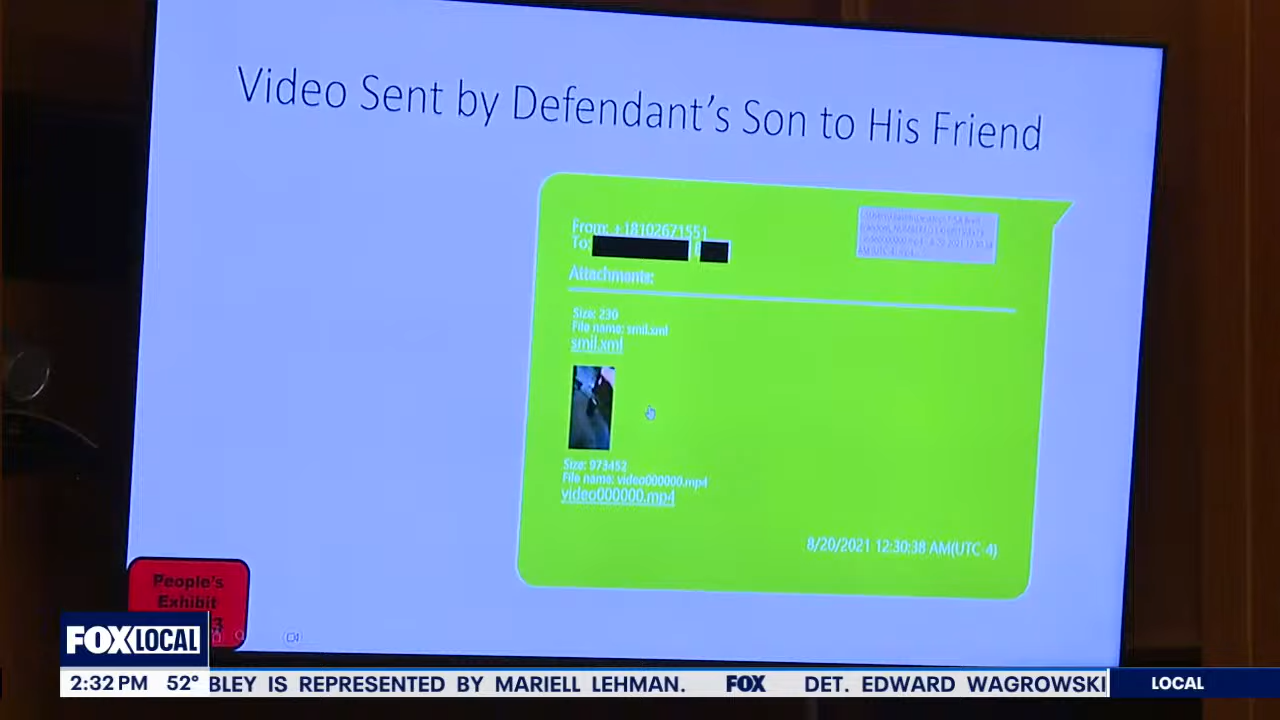 Video Sent by Defendant's Son to His Friend
From: +18102671551
To:
Attachments:
Size: 230
File name: smil.xml
smil.xml
Size: 973452
File name: video000000.mp4
video000000.mp4
8/20/2021 12:30:38 AM(UTC-4)
People's
Exhibit
FOX LOCAL
2:32 PM 52° BLEY IS REPRESENTED BY MARIELL LEHMAN. FOX DET. EDWARD WAGROWSKI LOCAL